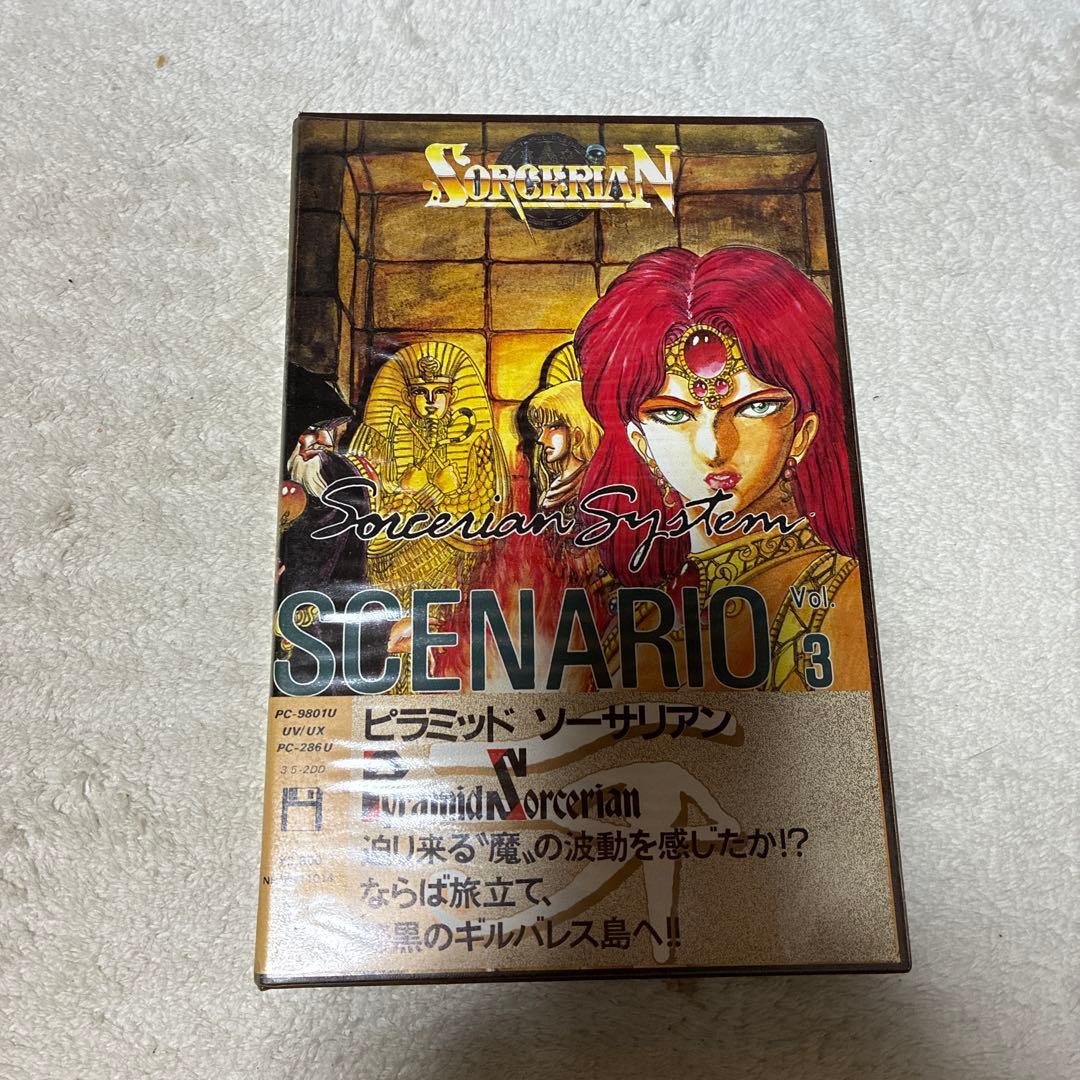 SORCERIAN
Sorcerian System
SCENARIO Vol. 3
PC-9801U
UV/UX
PC-286U
3.5-2DD
ピラミッド ソーサリアン
Pyramid Sorcerian
迫り来る〝魔〟の波動を感じたか!?
ならば旅立て、
黒のギルバレス島へ!!